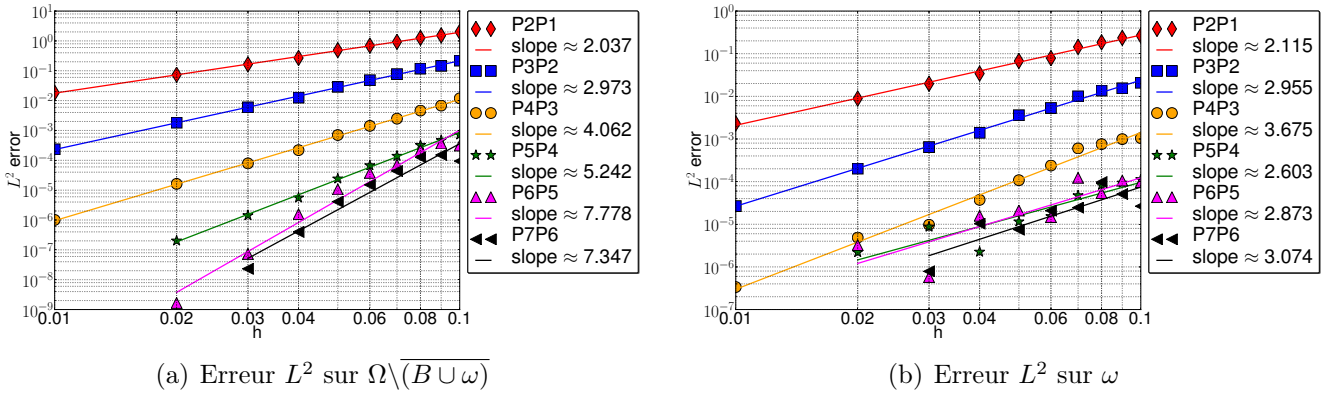 10^1
10^0
10^{-1}
10^{-2}
10^{-3}
10^{-4}
10^{-5}
10^{-6}
10^{-7}
10^{-8}
10^{-9}
L^2 error
0.01 0.02 0.03 0.04 0.06 0.08 0.1
h
P2P1
slope ≈ 2.037
P3P2
slope ≈ 2.973
P4P3
slope ≈ 4.062
P5P4
slope ≈ 5.242
P6P5
slope ≈ 7.778
P7P6
slope ≈ 7.347
(a) Erreur L^2 sur Ω\\overline{(B ∪ ω)}
10^0
10^{-1}
10^{-2}
10^{-3}
10^{-4}
10^{-5}
10^{-6}
10^{-7}
L^2 error
0.01 0.02 0.03 0.04 0.06 0.08 0.1
h
P2P1
slope ≈ 2.115
P3P2
slope ≈ 2.955
P4P3
slope ≈ 3.675
P5P4
slope ≈ 2.603
P6P5
slope ≈ 2.873
P7P6
slope ≈ 3.074
(b) Erreur L^2 sur ω